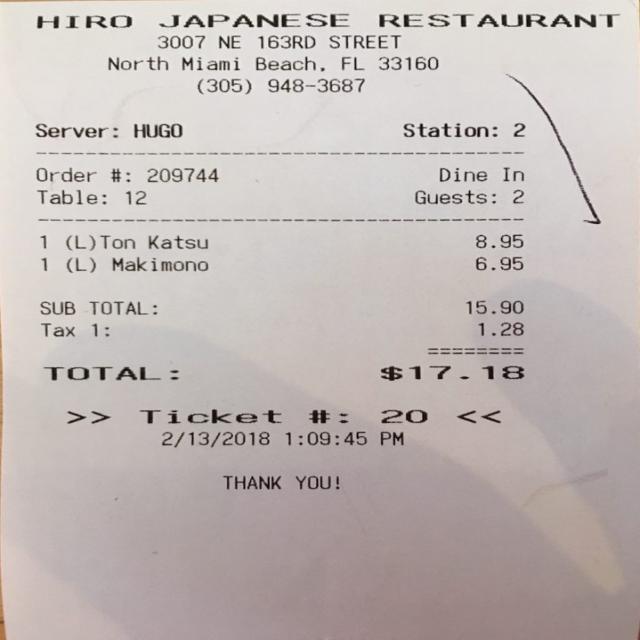 HIRO JAPANESE RESTAURANT
3007 NE 163RD STREET
North Miami Beach, FL 33160
(305) 948-3687
Server: HUGO Station: 2
Order #: 209744 Dine In
Table: 12 Guests: 2
1 (L)Ton Katsu 8.95
1 (L) Makimono 6.95
SUB TOTAL: 15.90
Tax 1: 1.28
========
TOTAL: $17.18
>> Ticket #: 20 <<
2/13/2018 1:09:45 PM
THANK YOU!